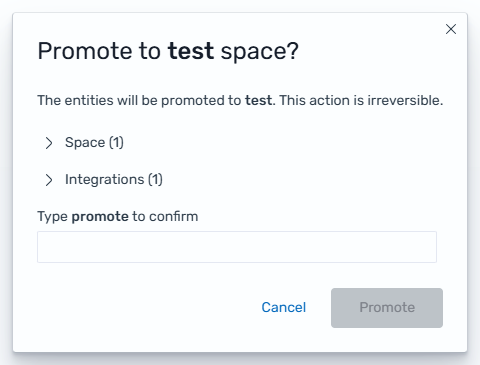 Promote to test space?
The entities will be promoted to test. This action is irreversible.
Space (1)
Integrations (1)
Type promote to confirm
Cancel
Promote